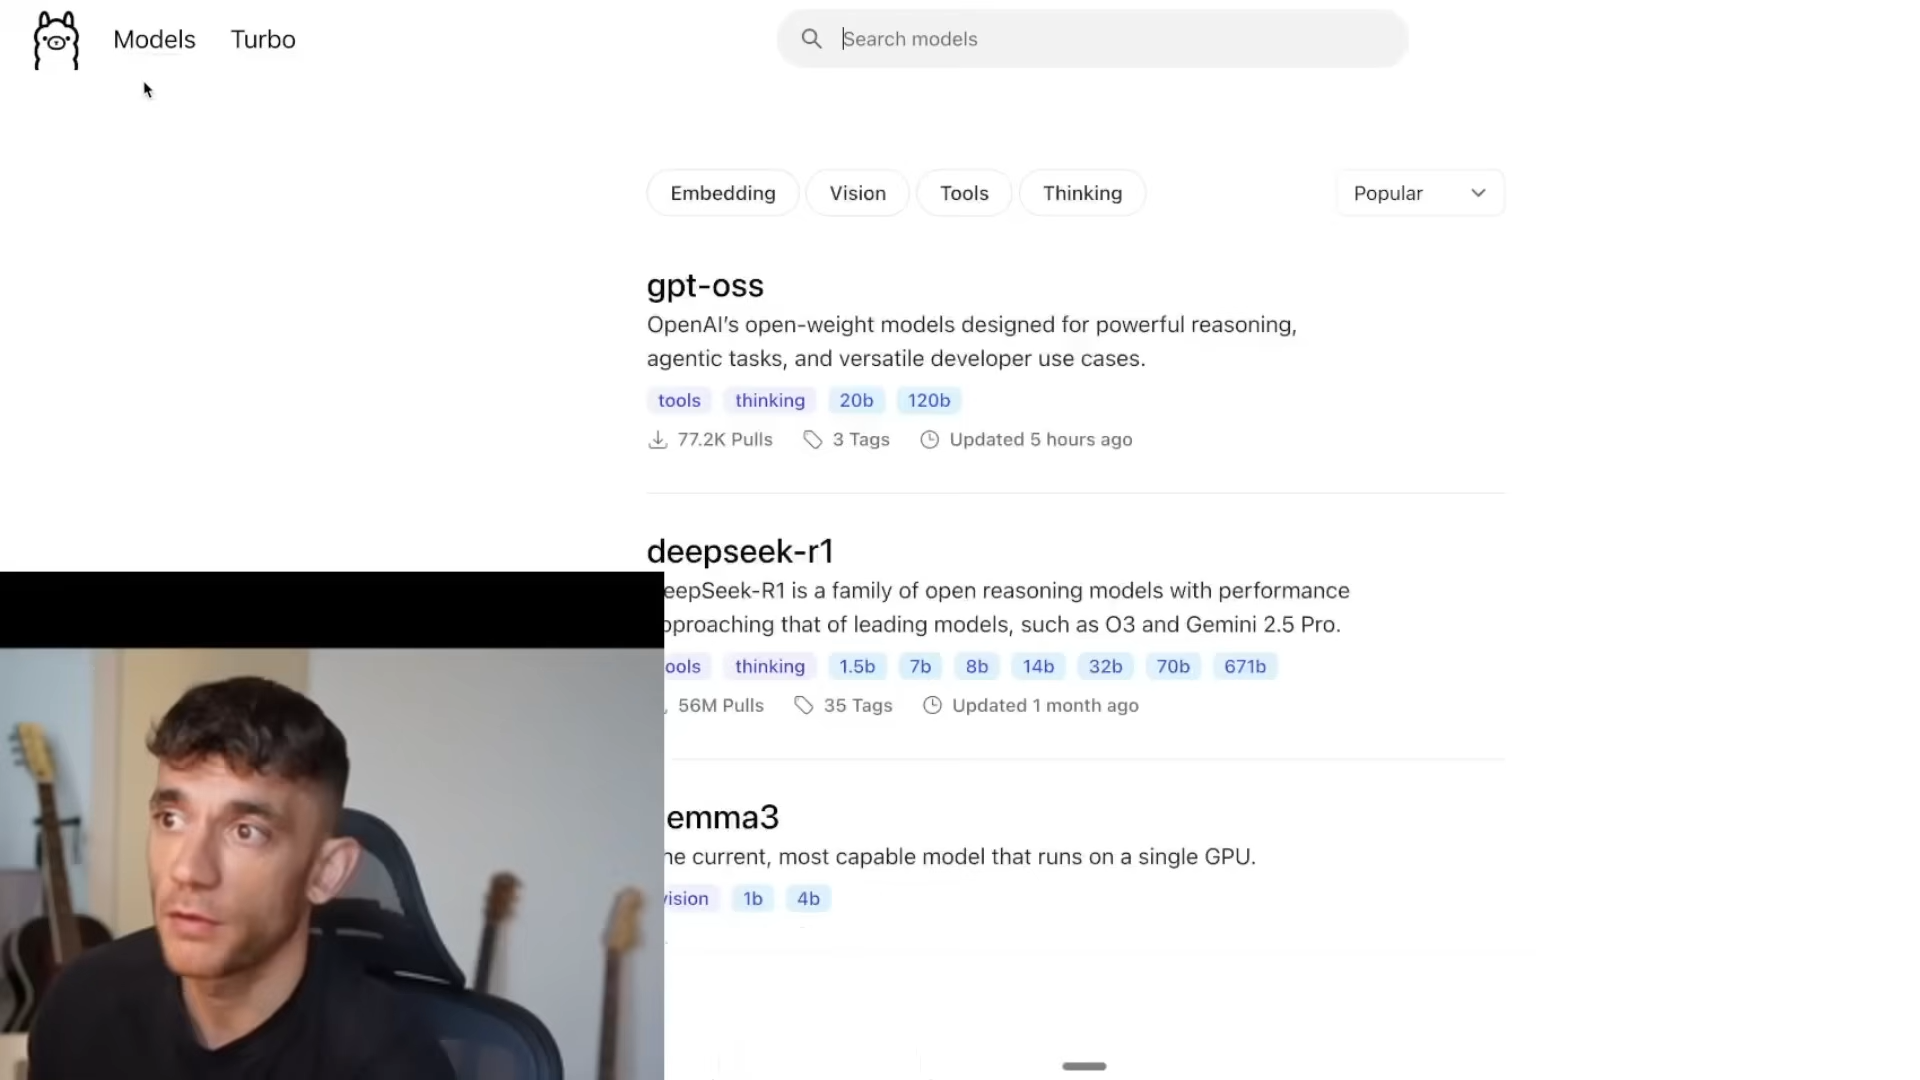 Models Turbo Search models
Embedding Vision Tools Thinking Popular
gpt-oss
OpenAI's open-weight models designed for powerful reasoning,
agentic tasks, and versatile developer use cases.
tools thinking 20b 120b
77.2K Pulls 3 Tags Updated 5 hours ago
deepseek-r1
eepSeek-R1 is a family of open reasoning models with performance
pproaching that of leading models, such as O3 and Gemini 2.5 Pro.
ools thinking 1.5b 7b 8b 14b 32b 70b 671b
56M Pulls 35 Tags Updated 1 month ago
emma3
he current, most capable model that runs on a single GPU.
vision 1b 4b